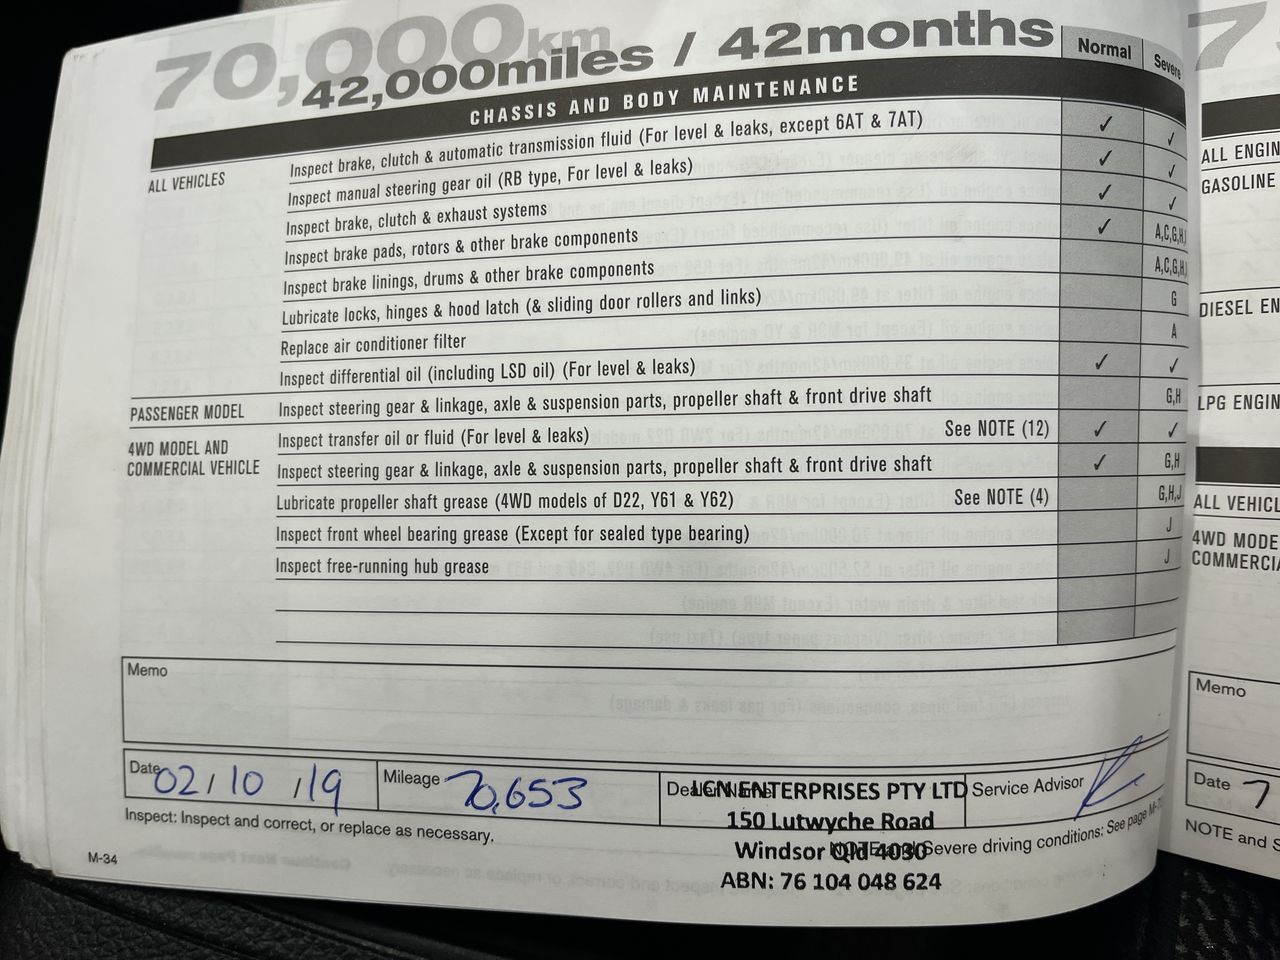 70,000km
42,000miles / 42months
Normal
Severe
CHASSIS AND BODY MAINTENANCE
ALL VEHICLES
Inspect brake, clutch & automatic transmission fluid (For level & leaks, except 6AT & 7AT) ✓ ✓
Inspect manual steering gear oil (RB type, For level & leaks) ✓ ✓
Inspect brake, clutch & exhaust systems ✓ ✓
Inspect brake pads, rotors & other brake components ✓ A,C,G,H,
Inspect brake linings, drums & other brake components A,C,G,H,
Lubricate locks, hinges & hood latch (& sliding door rollers and links) G
Replace air conditioner filter A
Inspect differential oil (including LSD oil) (For level & leaks) ✓ ✓
PASSENGER MODEL
Inspect steering gear & linkage, axle & suspension parts, propeller shaft & front drive shaft G,H
4WD MODEL AND
COMMERCIAL VEHICLE
Inspect transfer oil or fluid (For level & leaks) See NOTE (12) ✓ ✓
Inspect steering gear & linkage, axle & suspension parts, propeller shaft & front drive shaft ✓ G,H
Lubricate propeller shaft grease (4WD models of D22, Y61 & Y62) See NOTE (4) G,H,J
Inspect front wheel bearing grease (Except for sealed type bearing) J
Inspect free-running hub grease J
Memo
Date 02/10/19
Mileage 70,653
Dealer Name
LCN ENTERPRISES PTY LTD
150 Lutwyche Road
Windsor Qld 4030
ABN: 76 104 048 624
Service Advisor
Inspect: Inspect and correct, or replace as necessary.
Severe driving conditions: See page M-
M-34
7
ALL ENGIN
GASOLINE
DIESEL EN
LPG ENGIN
ALL VEHICL
4WD MODE
COMMERCIA
Memo
Date 7
NOTE and S